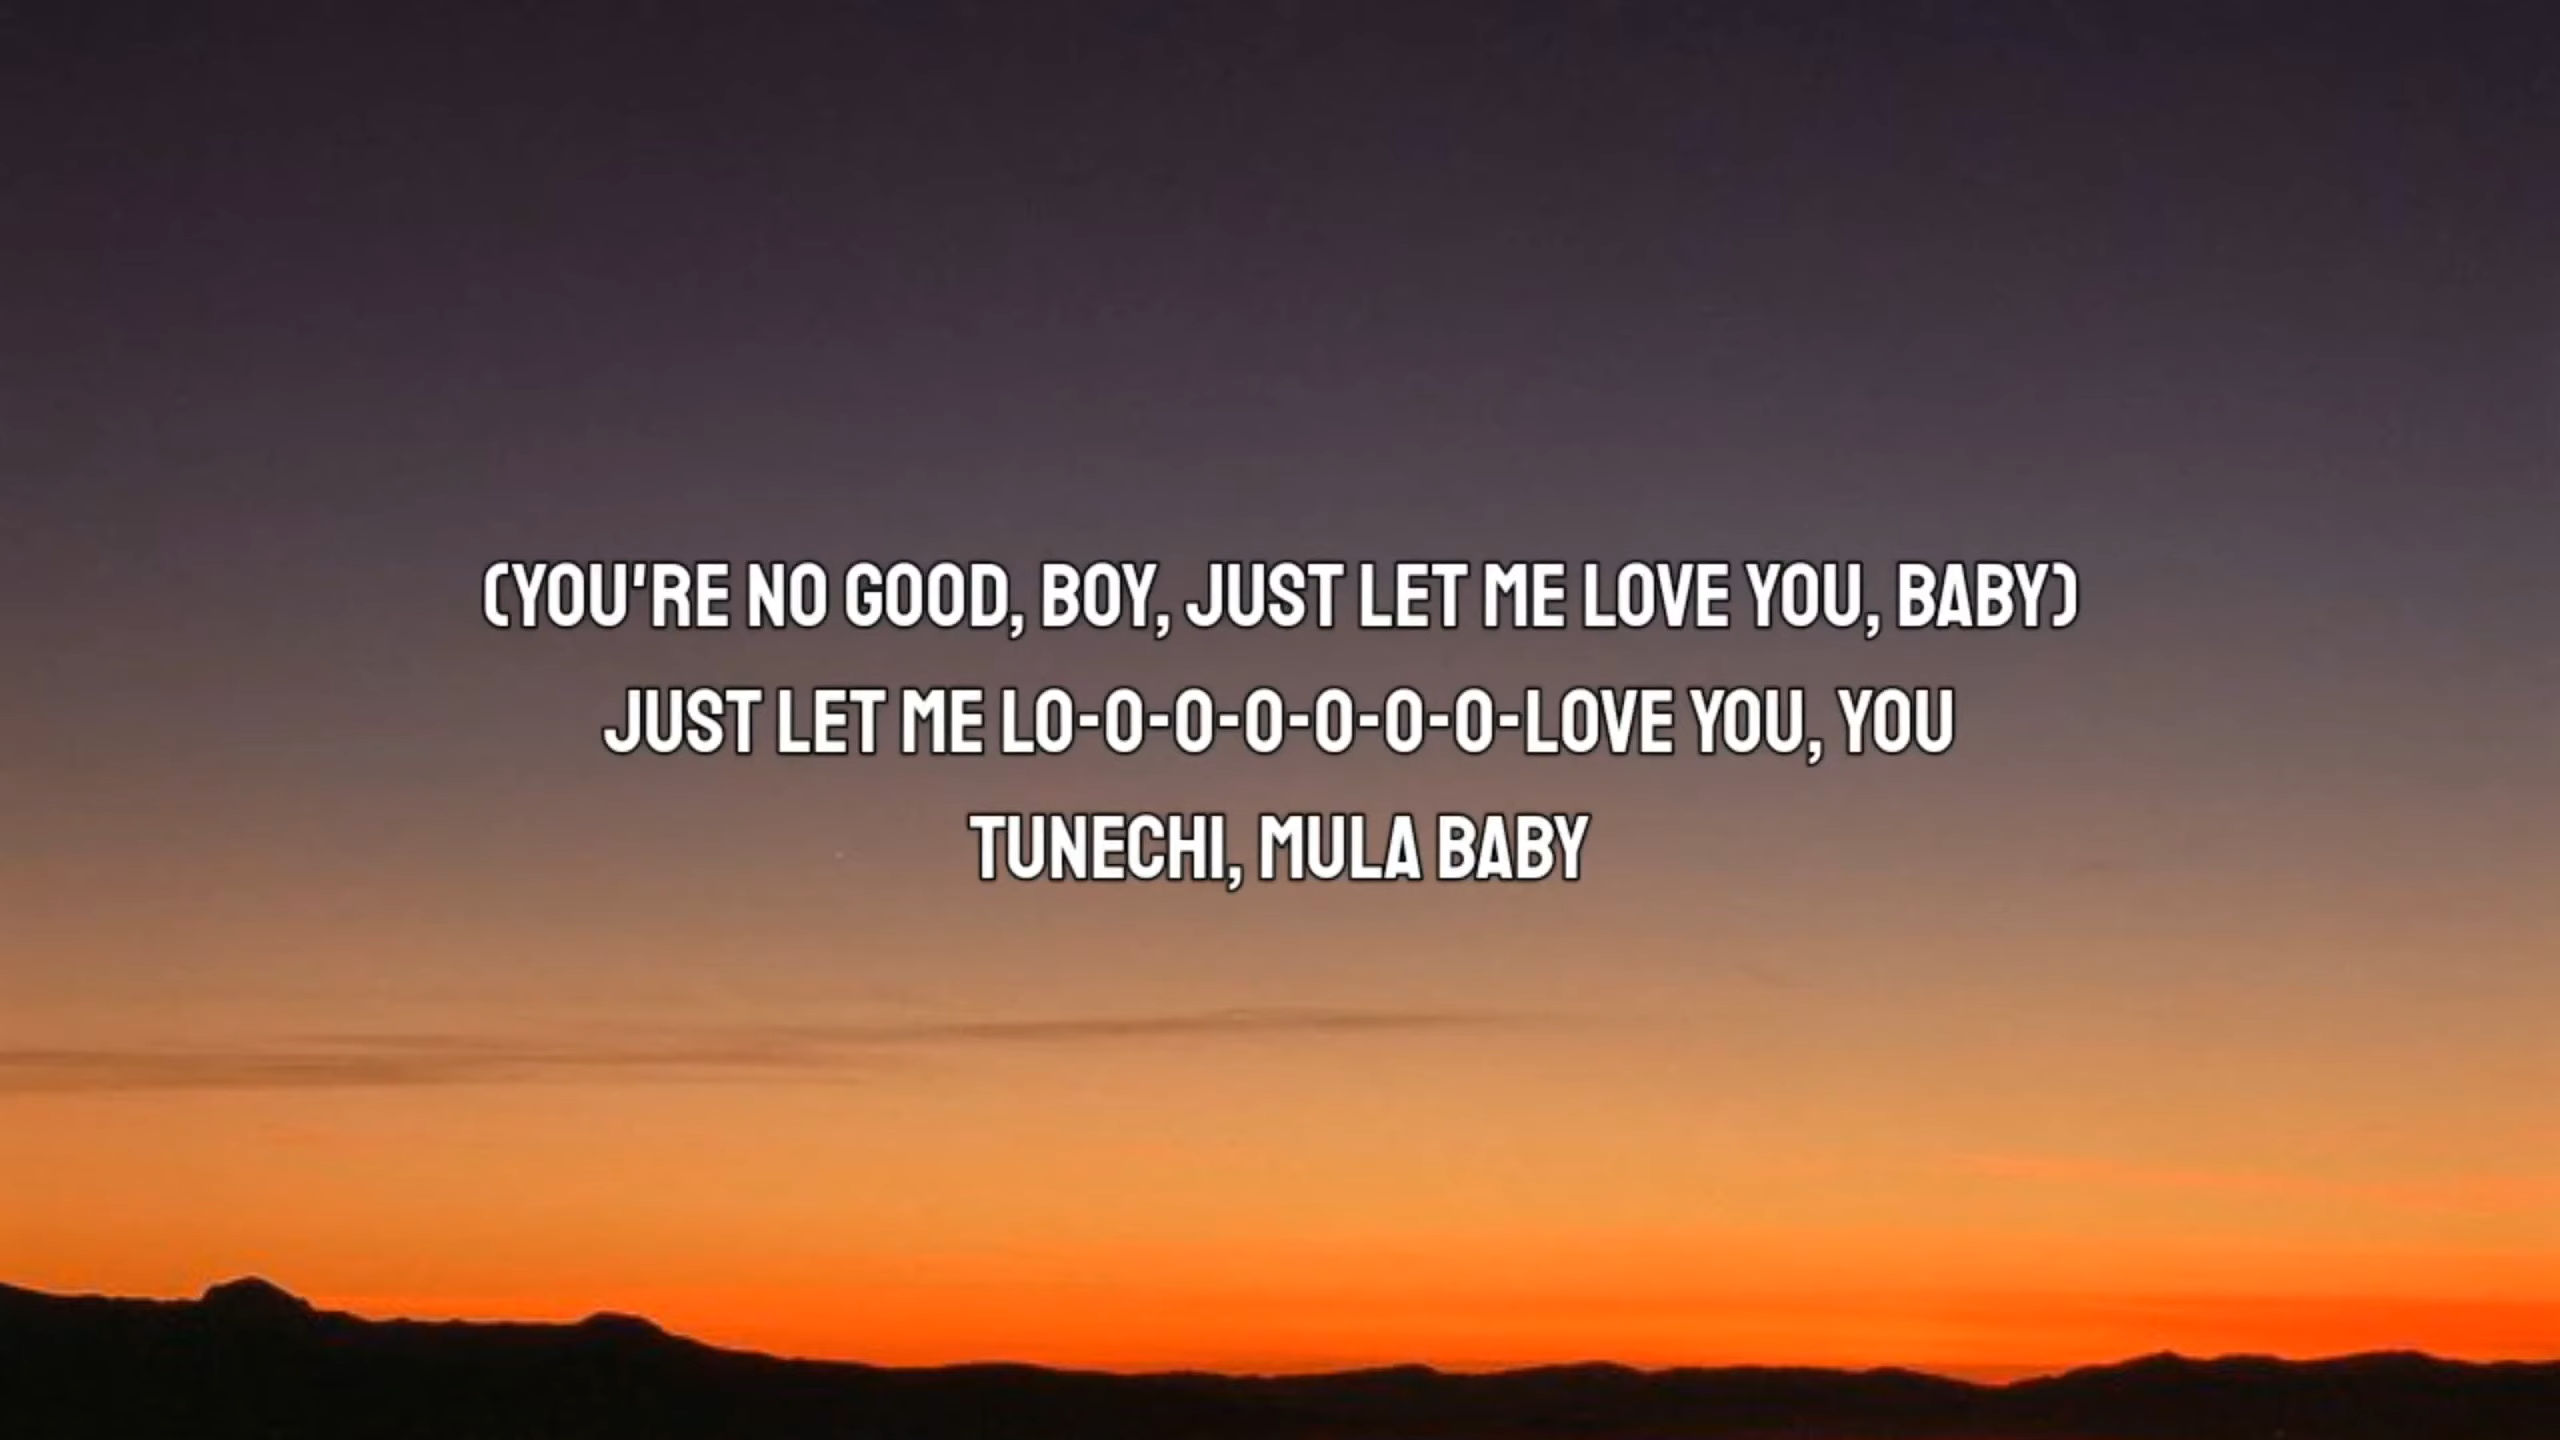 (YOU'RE NO GOOD, BOY, JUST LET ME LOVE YOU, BABY)
JUST LET ME LO-O-O-O-O-O-O-LOVE YOU, YOU
TUNECHI, MULA BABY